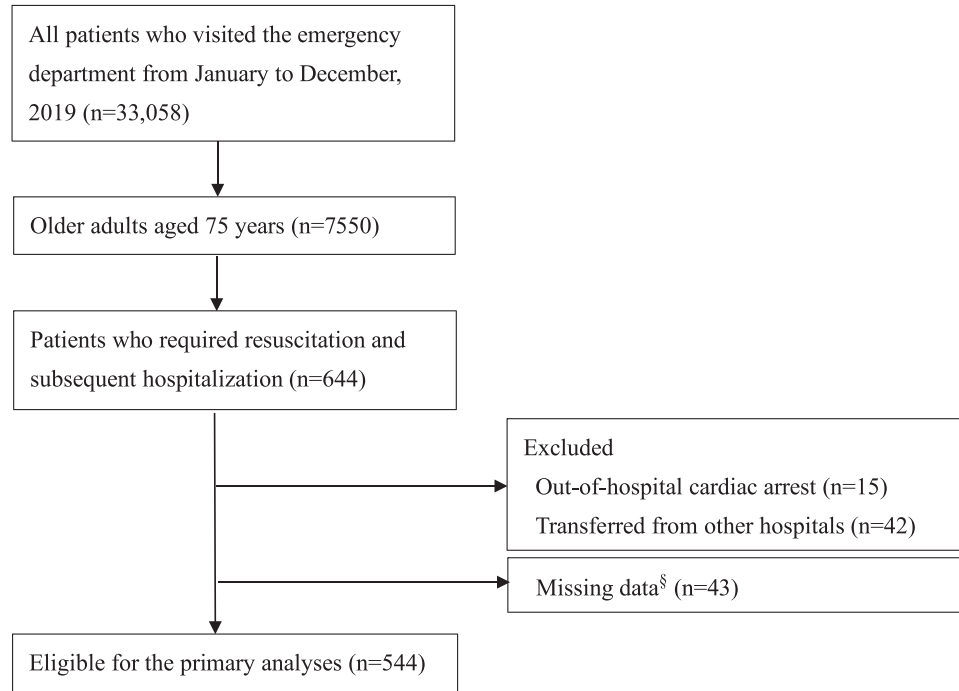 All patients who visited the emergency
department from January to December,
2019 (n=33,058)
Older adults aged 75 years (n=7550)
Patients who required resuscitation and
subsequent hospitalization (n=644)
Excluded
Out-of-hospital cardiac arrest (n=15)
Transferred from other hospitals (n=42)
Missing data§ (n=43)
Eligible for the primary analyses (n=544)